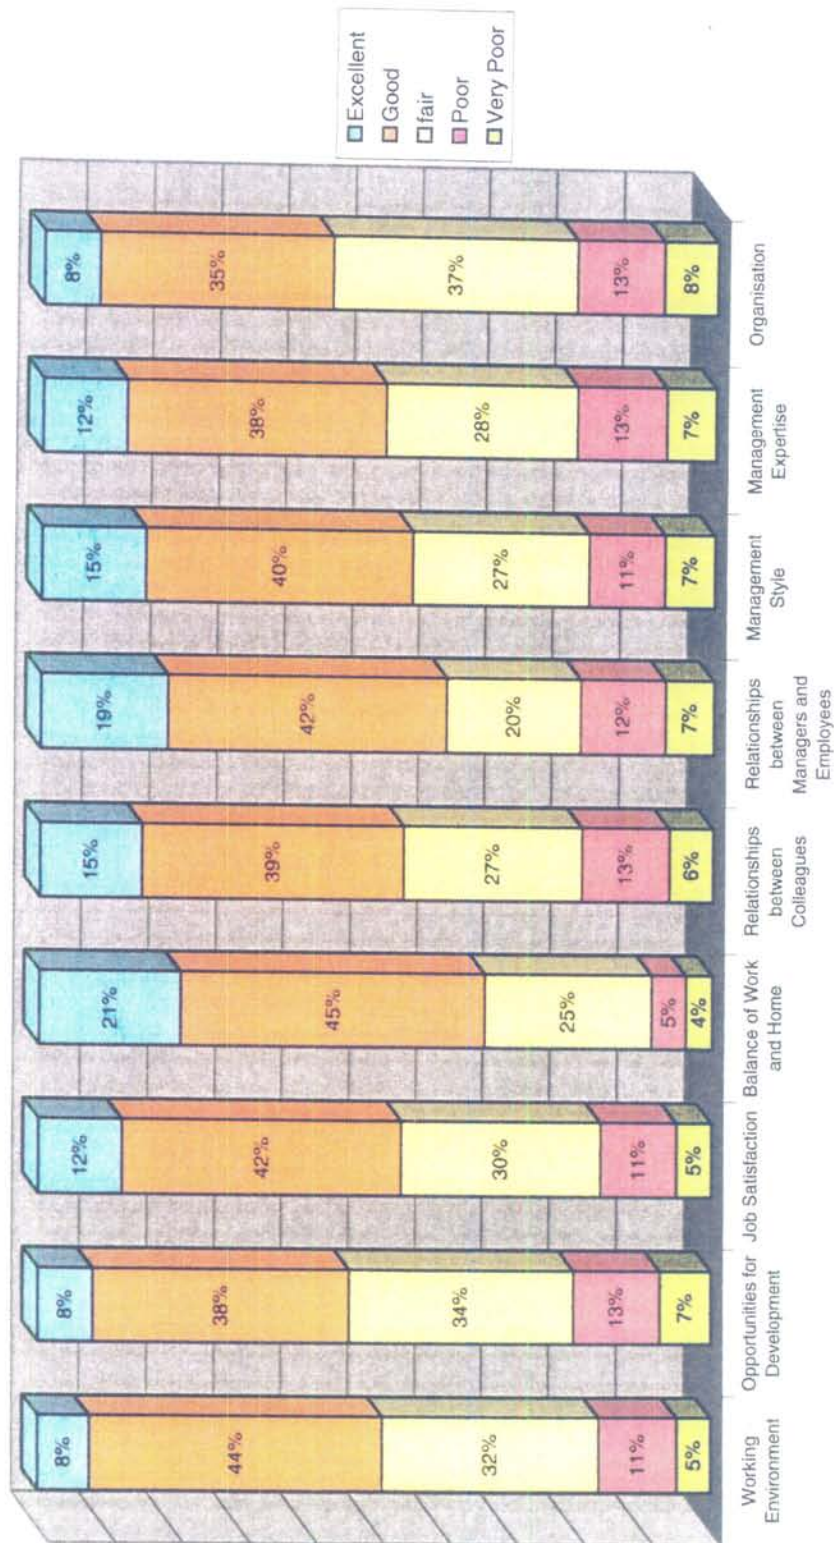 Excellent
Good
fair
Poor
Very Poor
8%
44%
32%
11%
5%
Working
Environment
8%
38%
34%
13%
7%
Opportunities for
Development
12%
42%
30%
11%
5%
Job Satisfaction
21%
45%
25%
5%
4%
Balance of Work
and Home
15%
39%
27%
13%
6%
Relationships
between
Colleagues
19%
42%
20%
12%
7%
Relationships
between
Managers and
Employees
15%
40%
27%
11%
7%
Management
Style
12%
38%
28%
13%
7%
Management
Expertise
8%
35%
37%
13%
8%
Organisation